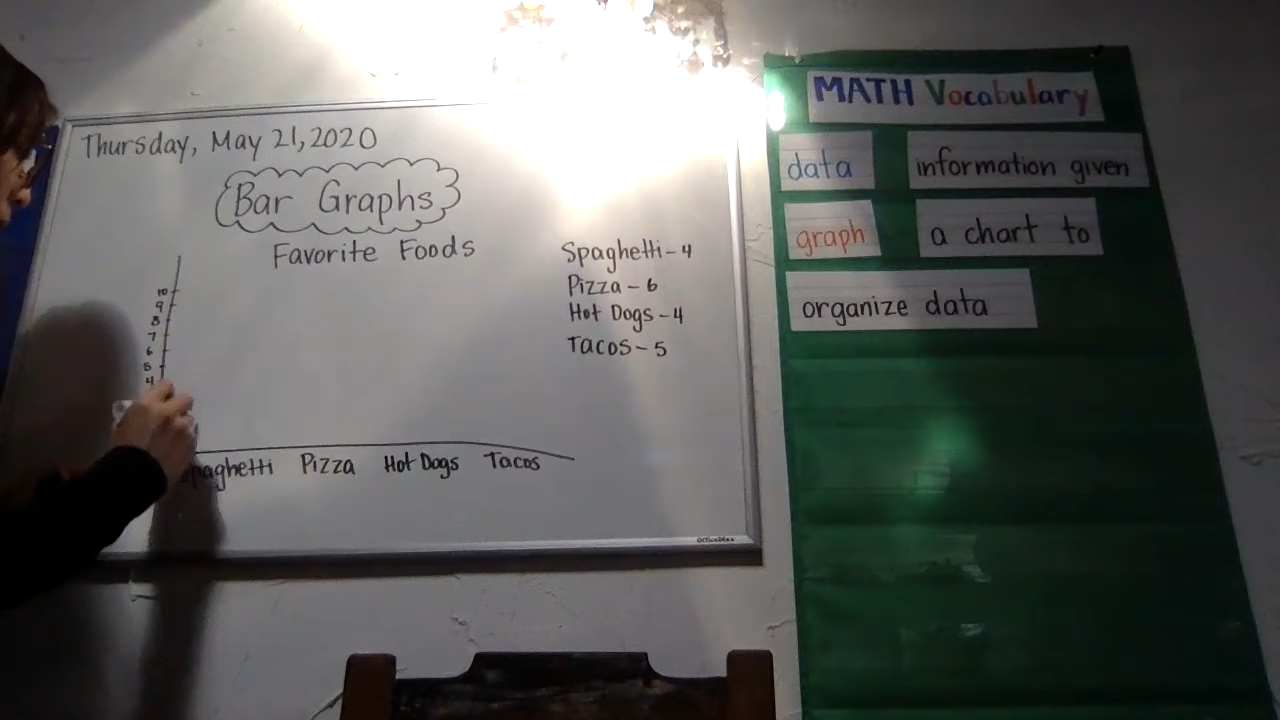 Thursday, May 21, 2020
Bar Graphs
Favorite Foods
10
9
8
7
6
5
4
Spaghetti Pizza Hot Dogs Tacos
Spaghetti - 4
Pizza - 6
Hot Dogs - 4
Tacos - 5
MATH Vocabulary
data information given
graph a chart to
organize data